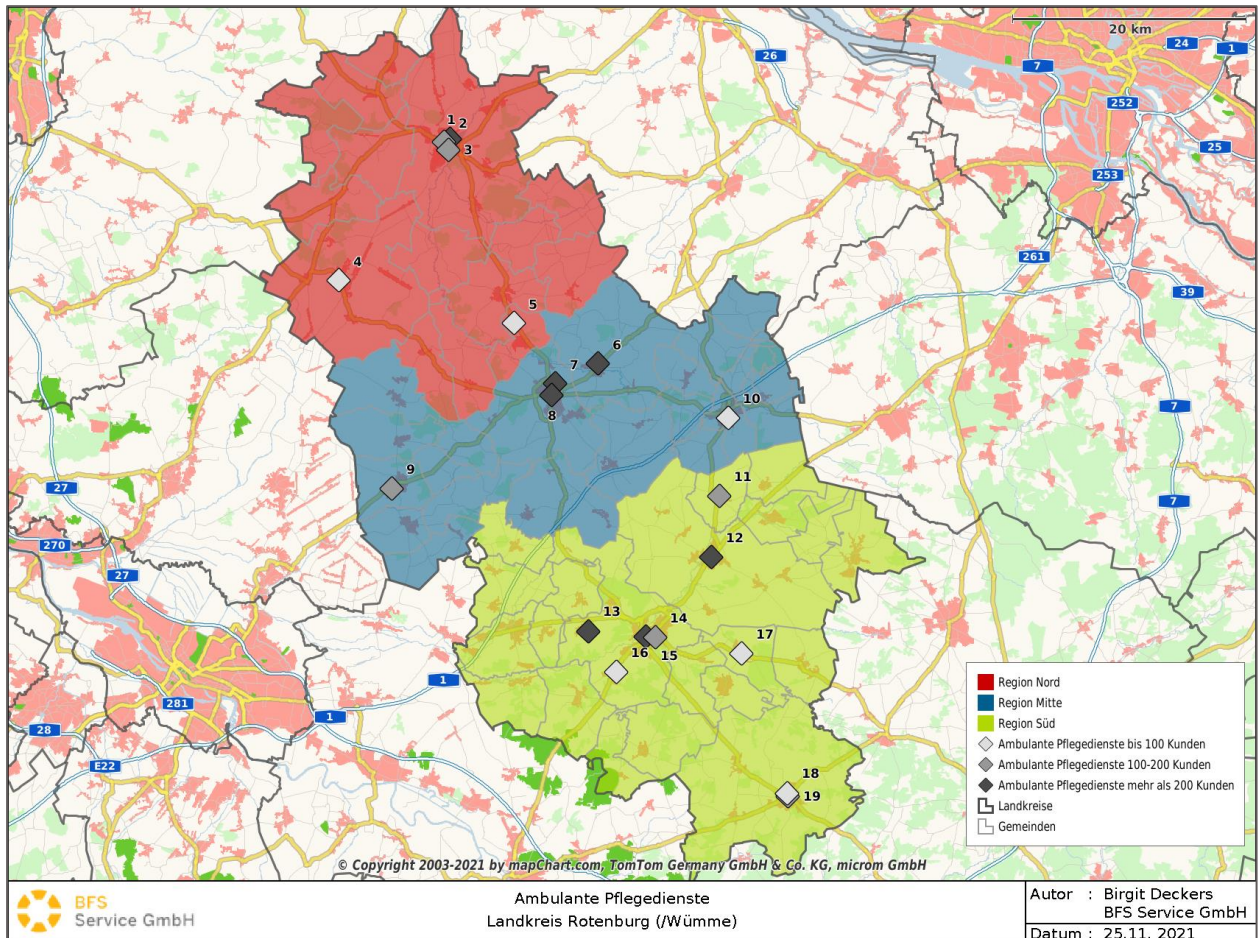 20 km
26
7
24
1
252
25
253
1 2
3
261
4
39
5
6
7
7
8
10
9
11
27
7
12
270
27
13
14
17
16
15
1
281
1
28
E22
18
19
Region Nord
Region Mitte
Region Süd
Ambulante Pflegedienste bis 100 Kunden
Ambulante Pflegedienste 100-200 Kunden
Ambulante Pflegedienste mehr als 200 Kunden
Landkreise
Gemeinden
© Copyright 2003-2021 by mapChart.com, TomTom Germany GmbH & Co. KG, microm GmbH
BFS
Service GmbH
Ambulante Pflegedienste
Landkreis Rotenburg (/Wümme)
Autor : Birgit Deckers
BFS Service GmbH
Datum : 25.11. 2021